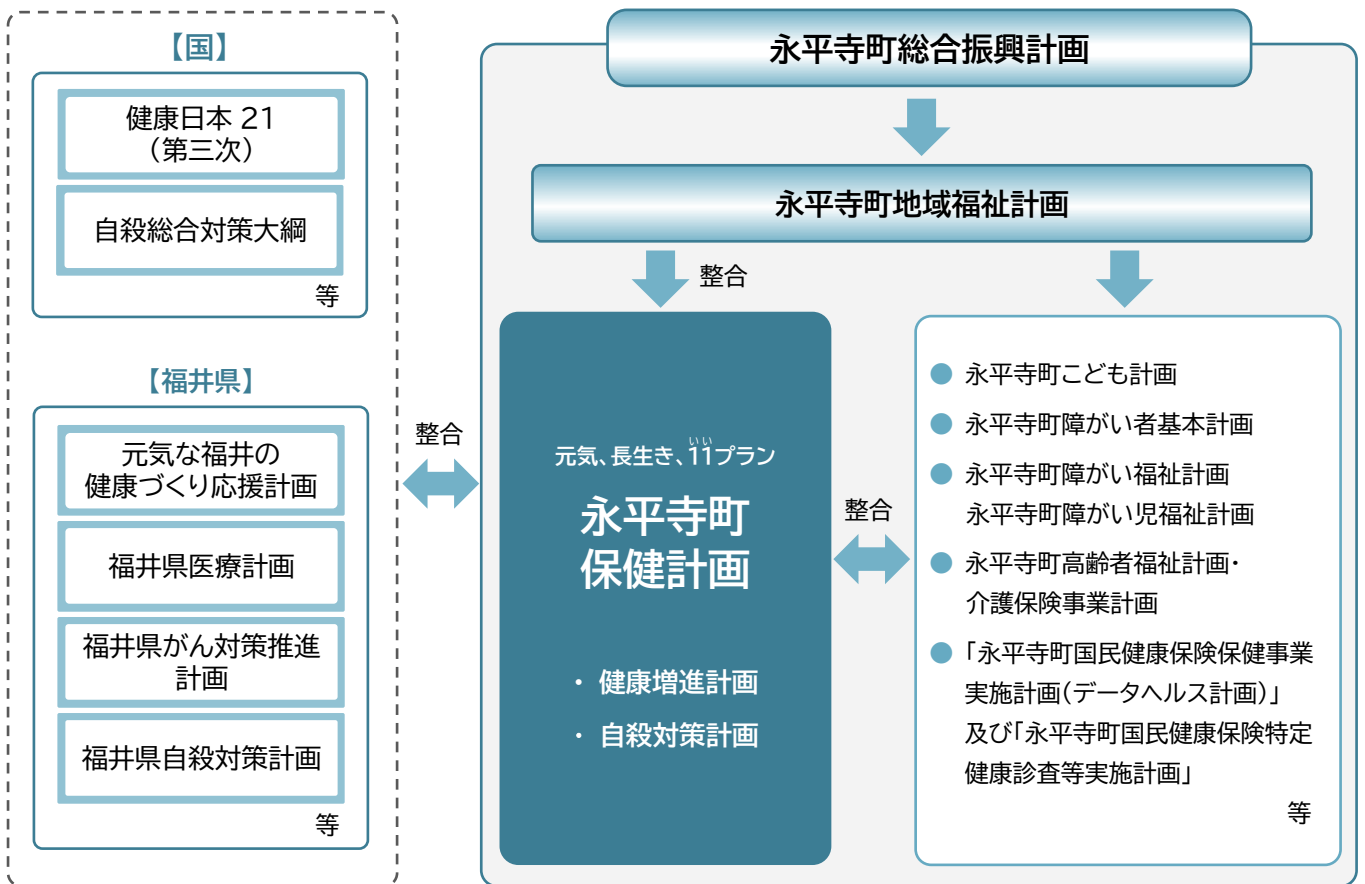 【国】
健康日本 21
（第三次）
自殺総合対策大綱
等
【福井県】
元気な福井の
健康づくり応援計画
福井県医療計画
福井県がん対策推進
計画
福井県自殺対策計画
等
整合
永平寺町総合振興計画
永平寺町地域福祉計画
整合
いい
元気、長生き、11プラン
永平寺町
保健計画
・ 健康増進計画
・ 自殺対策計画
整合
● 永平寺町こども計画
● 永平寺町障がい者基本計画
● 永平寺町障がい福祉計画
永平寺町障がい児福祉計画
● 永平寺町高齢者福祉計画・
介護保険事業計画
● 「永平寺町国民健康保険保健事業
実施計画（データヘルス計画）」
及び「永平寺町国民健康保険特定
健康診査等実施計画」
等